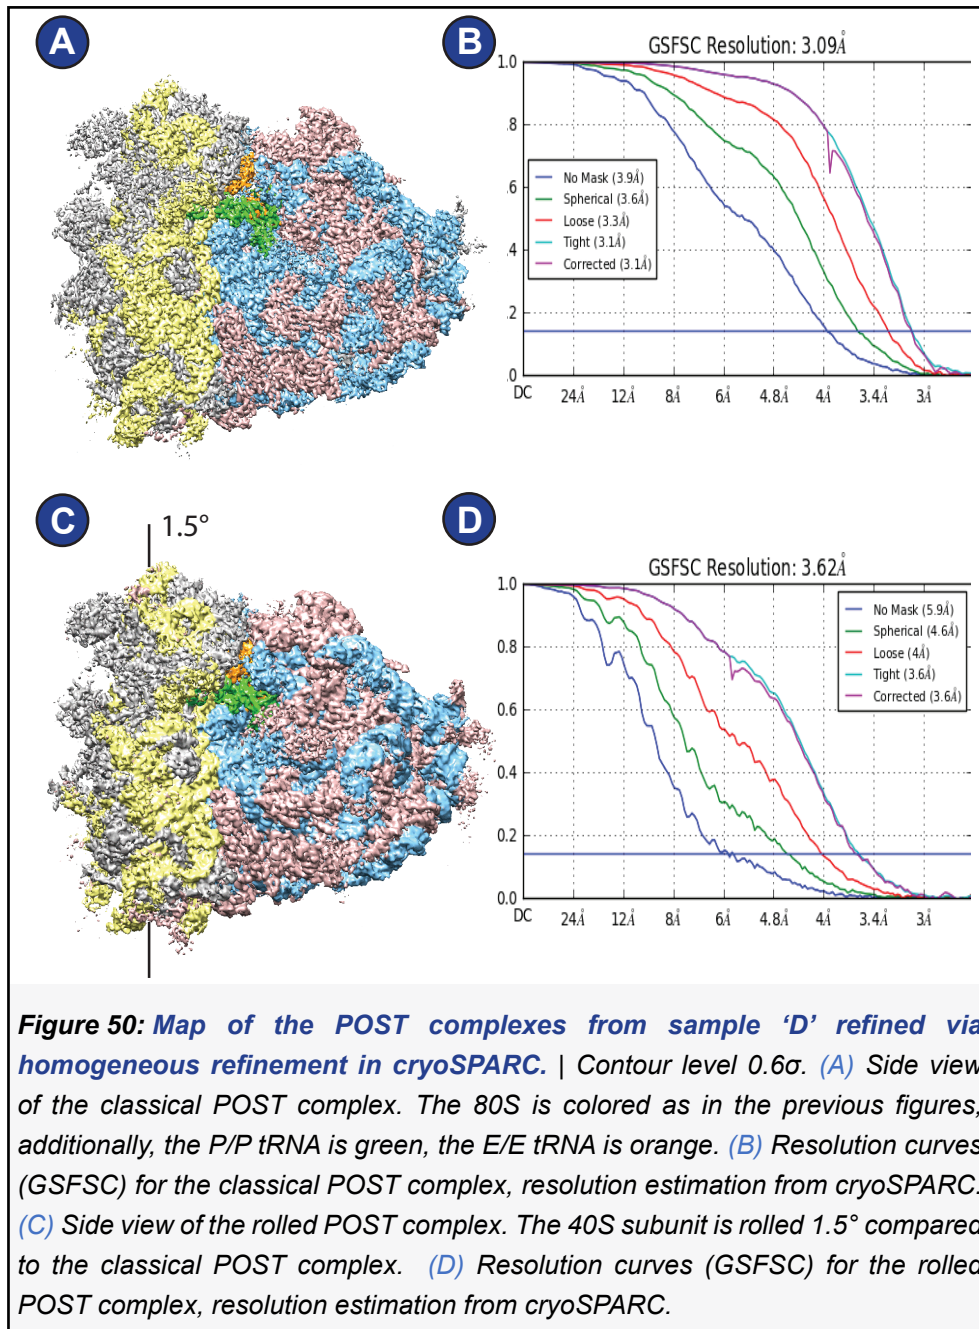 A
B
GSFSC Resolution: 3.09Å
1.0
.8
.6
.4
.2
.0
No Mask (3.9Å)
Spherical (3.6Å)
Loose (3.3Å)
Tight (3.1Å)
Corrected (3.1Å)
DC 24Å 12Å 8Å 6Å 4.8Å 4Å 3.4Å 3Å
C
1.5°
D
GSFSC Resolution: 3.62Å
1.0
0.8
0.6
0.4
0.2
0.0
No Mask (5.9Å)
Spherical (4.6Å)
Loose (4Å)
Tight (3.6Å)
Corrected (3.6Å)
DC 24Å 12Å 8Å 6Å 4.8Å 4Å 3.4Å 3Å
Figure 50: Map of the POST complexes from sample ‘D’ refined via
homogeneous refinement in cryoSPARC. | Contour level 0.6σ. (A) Side view
of the classical POST complex. The 80S is colored as in the previous figures,
additionally, the P/P tRNA is green, the E/E tRNA is orange. (B) Resolution curves
(GSFSC) for the classical POST complex, resolution estimation from cryoSPARC.
(C) Side view of the rolled POST complex. The 40S subunit is rolled 1.5° compared
to the classical POST complex. (D) Resolution curves (GSFSC) for the rolled
POST complex, resolution estimation from cryoSPARC.